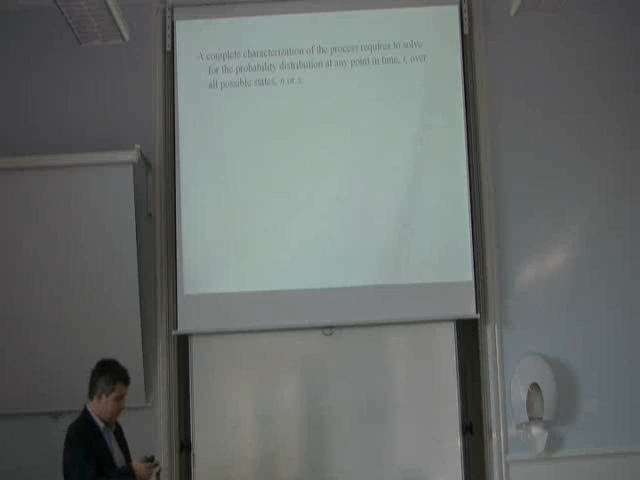 A complete characterization of the process requires to solve
for the probability distribution at any point in time, t, over
all possible states, n or x.